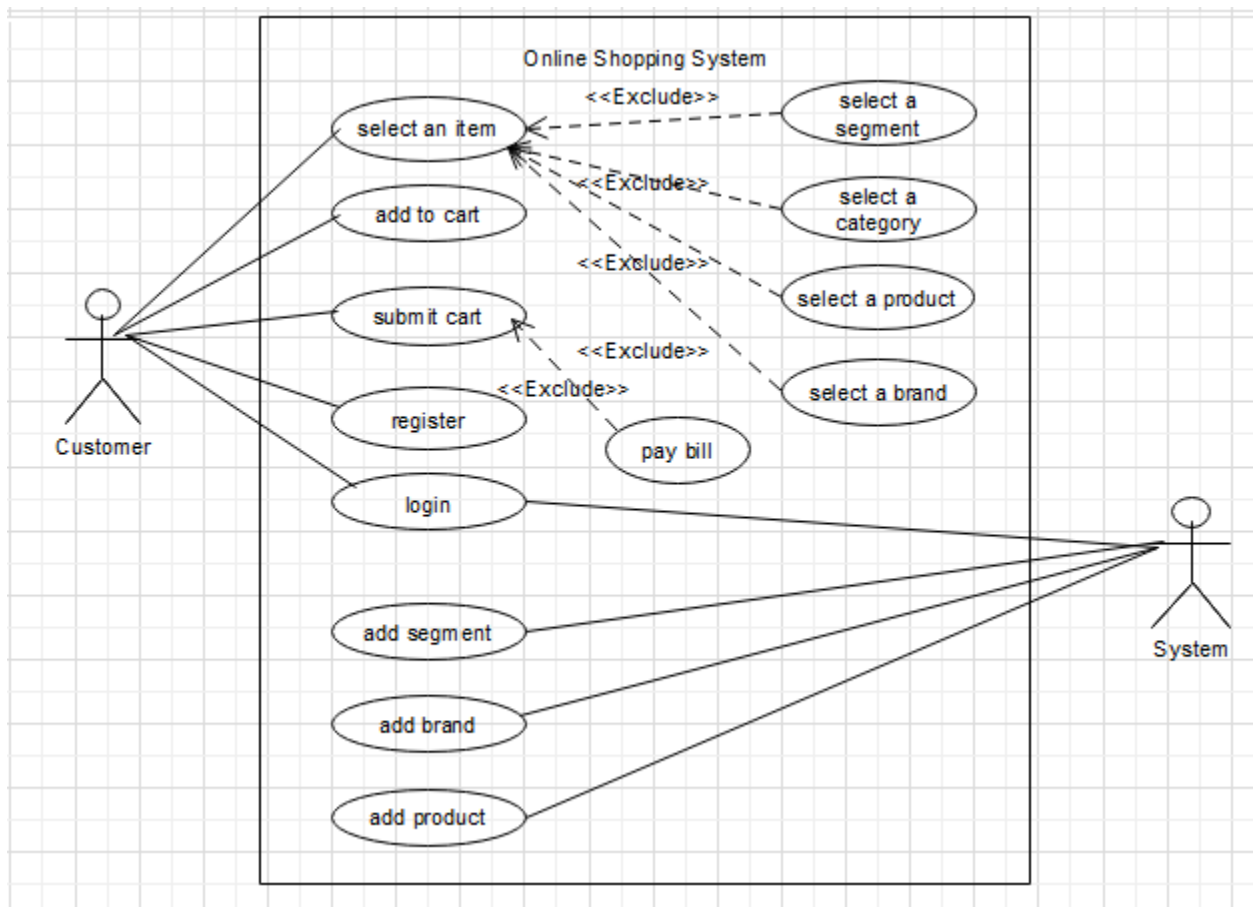 Online Shopping System
<<Exclude>>
select a
segment
select an item
<<Exclude>>
select a
category
add to cart
<<Exclude>>
select a product
submit cart
<<Exclude>>
<<Exclude>>
select a brand
register
pay bill
Customer
login
add segment
System
add brand
add product